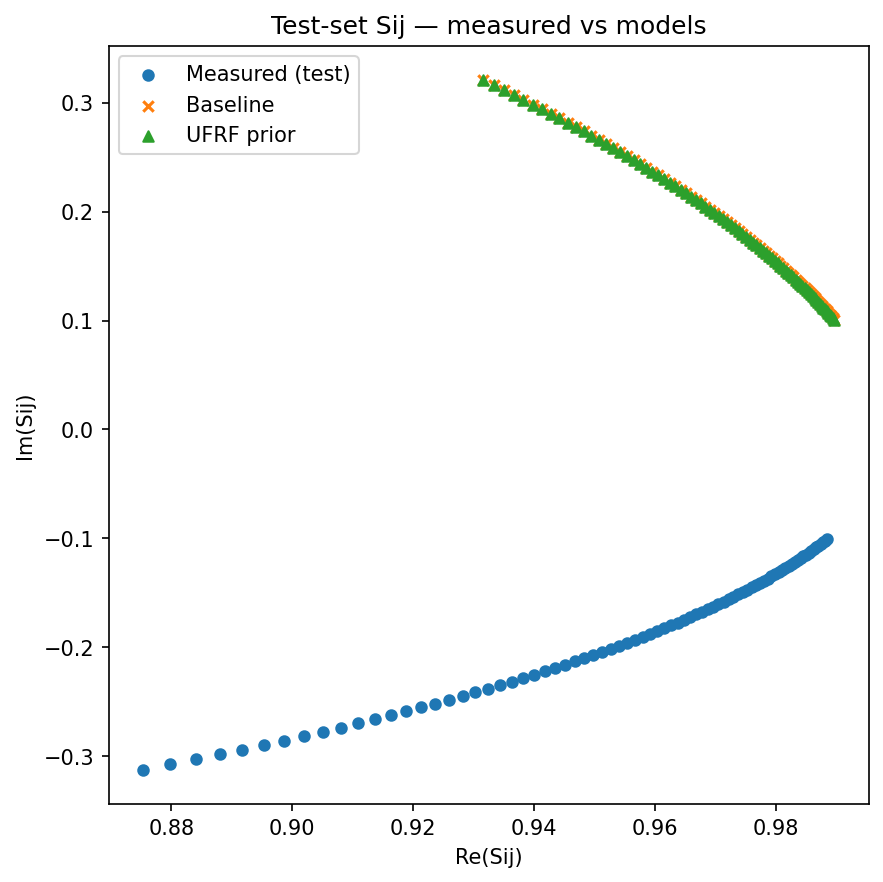 Test-set Sij — measured vs models
Measured (test)
Baseline
UFRF prior
0.3
0.2
0.1
0.0
−0.1
−0.2
−0.3
Im(Sij)
0.88 0.90 0.92 0.94 0.96 0.98
Re(Sij)